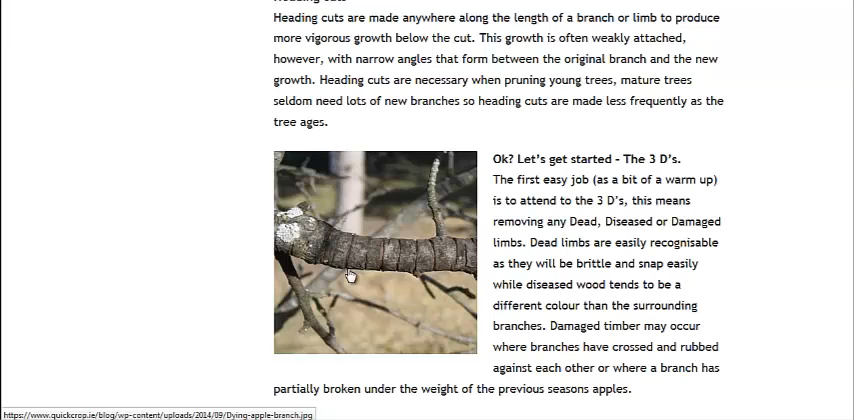 Heading cuts are made anywhere along the length of a branch or limb to produce
more vigorous growth below the cut. This growth is often weakly attached,
however, with narrow angles that form between the original branch and the new
growth. Heading cuts are necessary when pruning young trees, mature trees
seldom need lots of new branches so heading cuts are made less frequently as the
tree ages.
Ok? Let's get started - The 3 D's.
The first easy job (as a bit of a warm up)
is to attend to the 3 D's, this means
removing any Dead, Diseased or Damaged
limbs. Dead limbs are easily recognisable
as they will be brittle and snap easily
while diseased wood tends to be a
different colour than the surrounding
branches. Damaged timber may occur
where branches have crossed and rubbed
against each other or where a branch has
partially broken under the weight of the previous seasons apples.
https://www.quickcrop.ie/blog/wp-content/uploads/2014/09/Dying-apple-branch.jpg